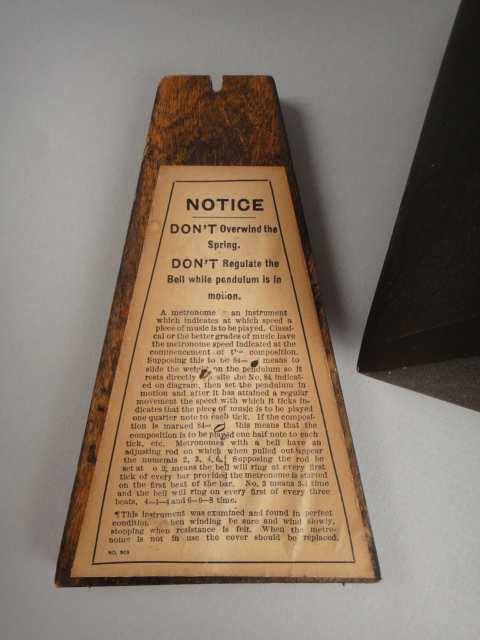 NOTICE
DON'T Overwind the
Spring.
DON'T Regulate the
Bell while pendulum is in
motion.
A metronome an instrument
which indicates at which speed a
piece of music is to be played. Classi-
cal or the better grades of music have
the metronome speed indicated at the
commencement of the composition.
Supposing this to be 84— means to
slide the weight on the pendulum so it
rests directly site the No. 84 indicat-
ed on diagram, then set the pendulum in
motion and after it has attained a regular
movement the speed with which it ticks in-
dicates that the piece of music is to be played
one quarter note to each tick. If the composi-
tion is marked 84— this means that the
composition is to be played one half note to each
tick, etc. Metronomes with a bell have an
adjusting rod on which when pulled out appear
the numerals 2, 3, 4, 6. Supposing the rod be
set at 2, means the bell will ring at every first
tick of every bar provided the metronome is started
on the first beat of the bar. No. 3 means 3-4 time
and the bell will ring on every first of every three
beats, 4—4—4 and 6—6—8 time.
¶This instrument was examined and found in perfect
condition. hen winding be sure and wind slowly,
stopping when resistance is felt. When the metro-
nome is not in use the cover should be replaced.
NO. 809